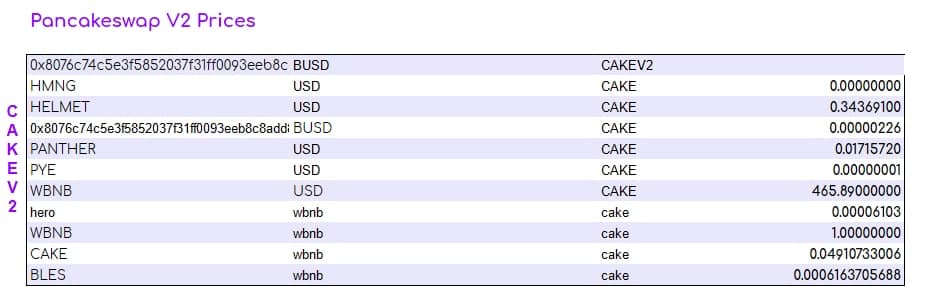 Pancakeswap V2 Prices
CAKEV2
0x8076c74c5e3f5852037f31ff0093eeb8c BUSD CAKEV2
HMNG USD CAKE 0.00000000
HELMET USD CAKE 0.34369100
0x8076c74c5e3f5852037f31ff0093eeb8c8add BUSD CAKE 0.00000226
PANTHER USD CAKE 0.01715720
PYE USD CAKE 0.00000001
WBNB USD CAKE 465.89000000
hero wbnb cake 0.00006103
WBNB wbnb cake 1.00000000
CAKE wbnb cake 0.04910733006
BLES wbnb cake 0.0006163705688